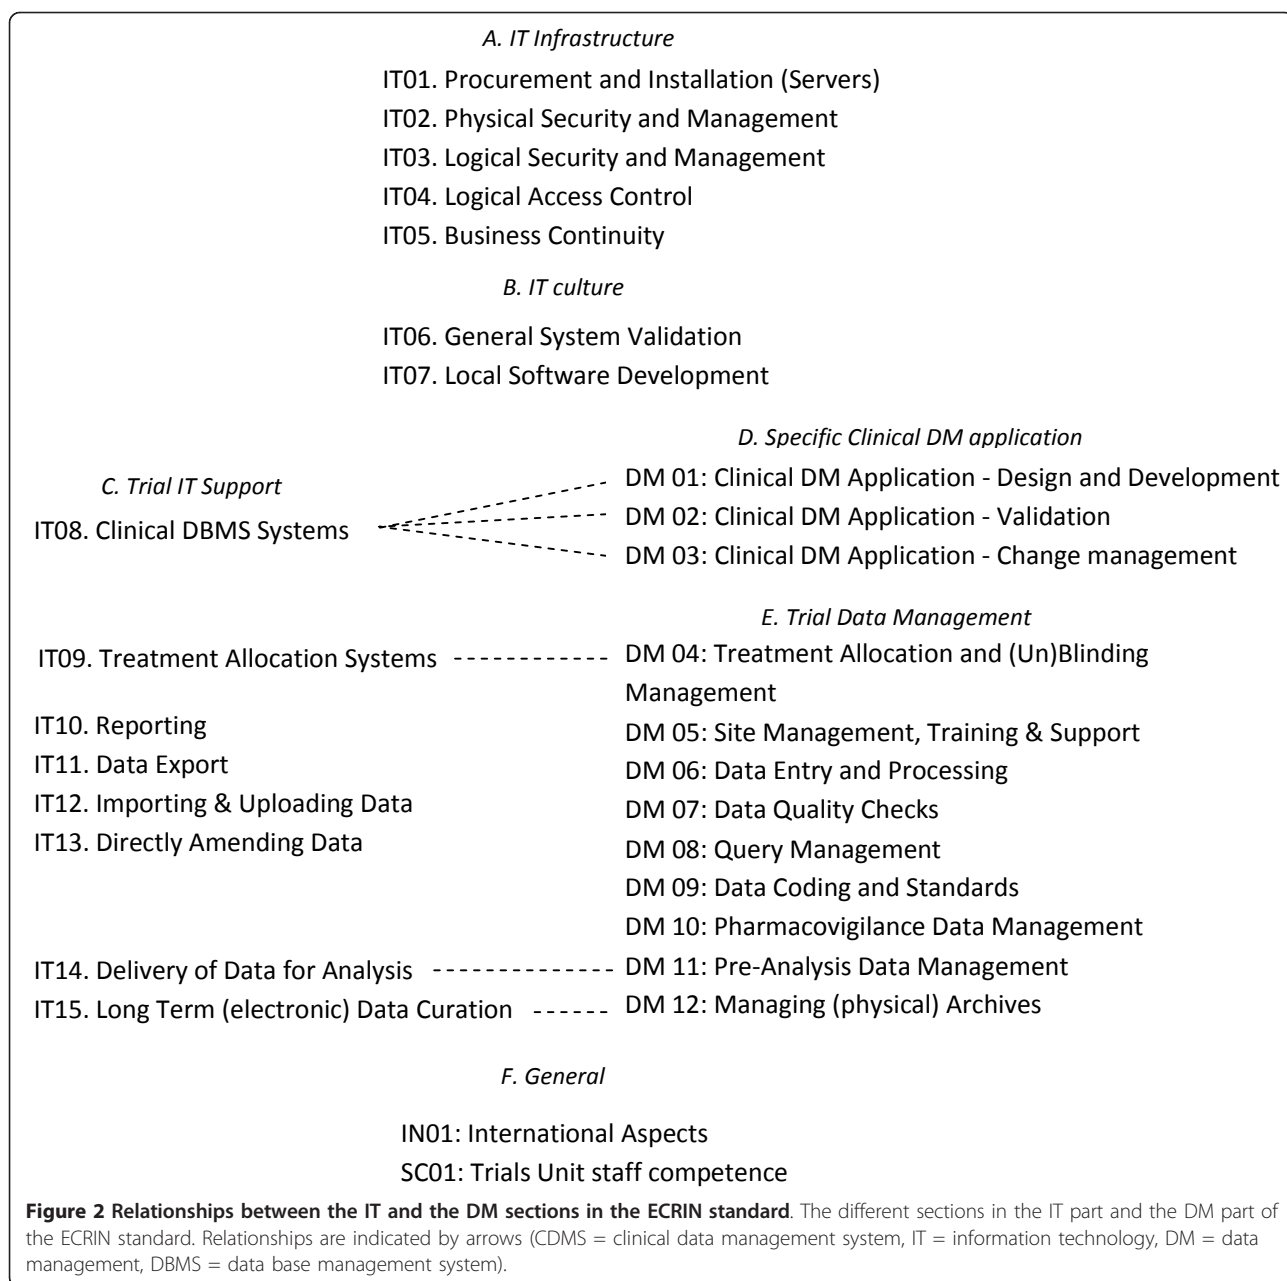 A. IT Infrastructure
IT01. Procurement and Installation (Servers)
IT02. Physical Security and Management
IT03. Logical Security and Management
IT04. Logical Access Control
IT05. Business Continuity
B. IT culture
IT06. General System Validation
IT07. Local Software Development
C. Trial IT Support
IT08. Clinical DBMS Systems
D. Specific Clinical DM application
DM 01: Clinical DM Application - Design and Development
DM 02: Clinical DM Application - Validation
DM 03: Clinical DM Application - Change management
IT09. Treatment Allocation Systems
IT10. Reporting
IT11. Data Export
IT12. Importing & Uploading Data
IT13. Directly Amending Data
IT14. Delivery of Data for Analysis
IT15. Long Term (electronic) Data Curation
E. Trial Data Management
DM 04: Treatment Allocation and (Un)Blinding
Management
DM 05: Site Management, Training & Support
DM 06: Data Entry and Processing
DM 07: Data Quality Checks
DM 08: Query Management
DM 09: Data Coding and Standards
DM 10: Pharmacovigilance Data Management
DM 11: Pre-Analysis Data Management
DM 12: Managing (physical) Archives
F. General
IN01: International Aspects
SC01: Trials Unit staff competence
Figure 2 Relationships between the IT and the DM sections in the ECRIN standard. The different sections in the IT part and the DM part of
the ECRIN standard. Relationships are indicated by arrows (CDMS = clinical data management system, IT = information technology, DM = data
management, DBMS = data base management system).